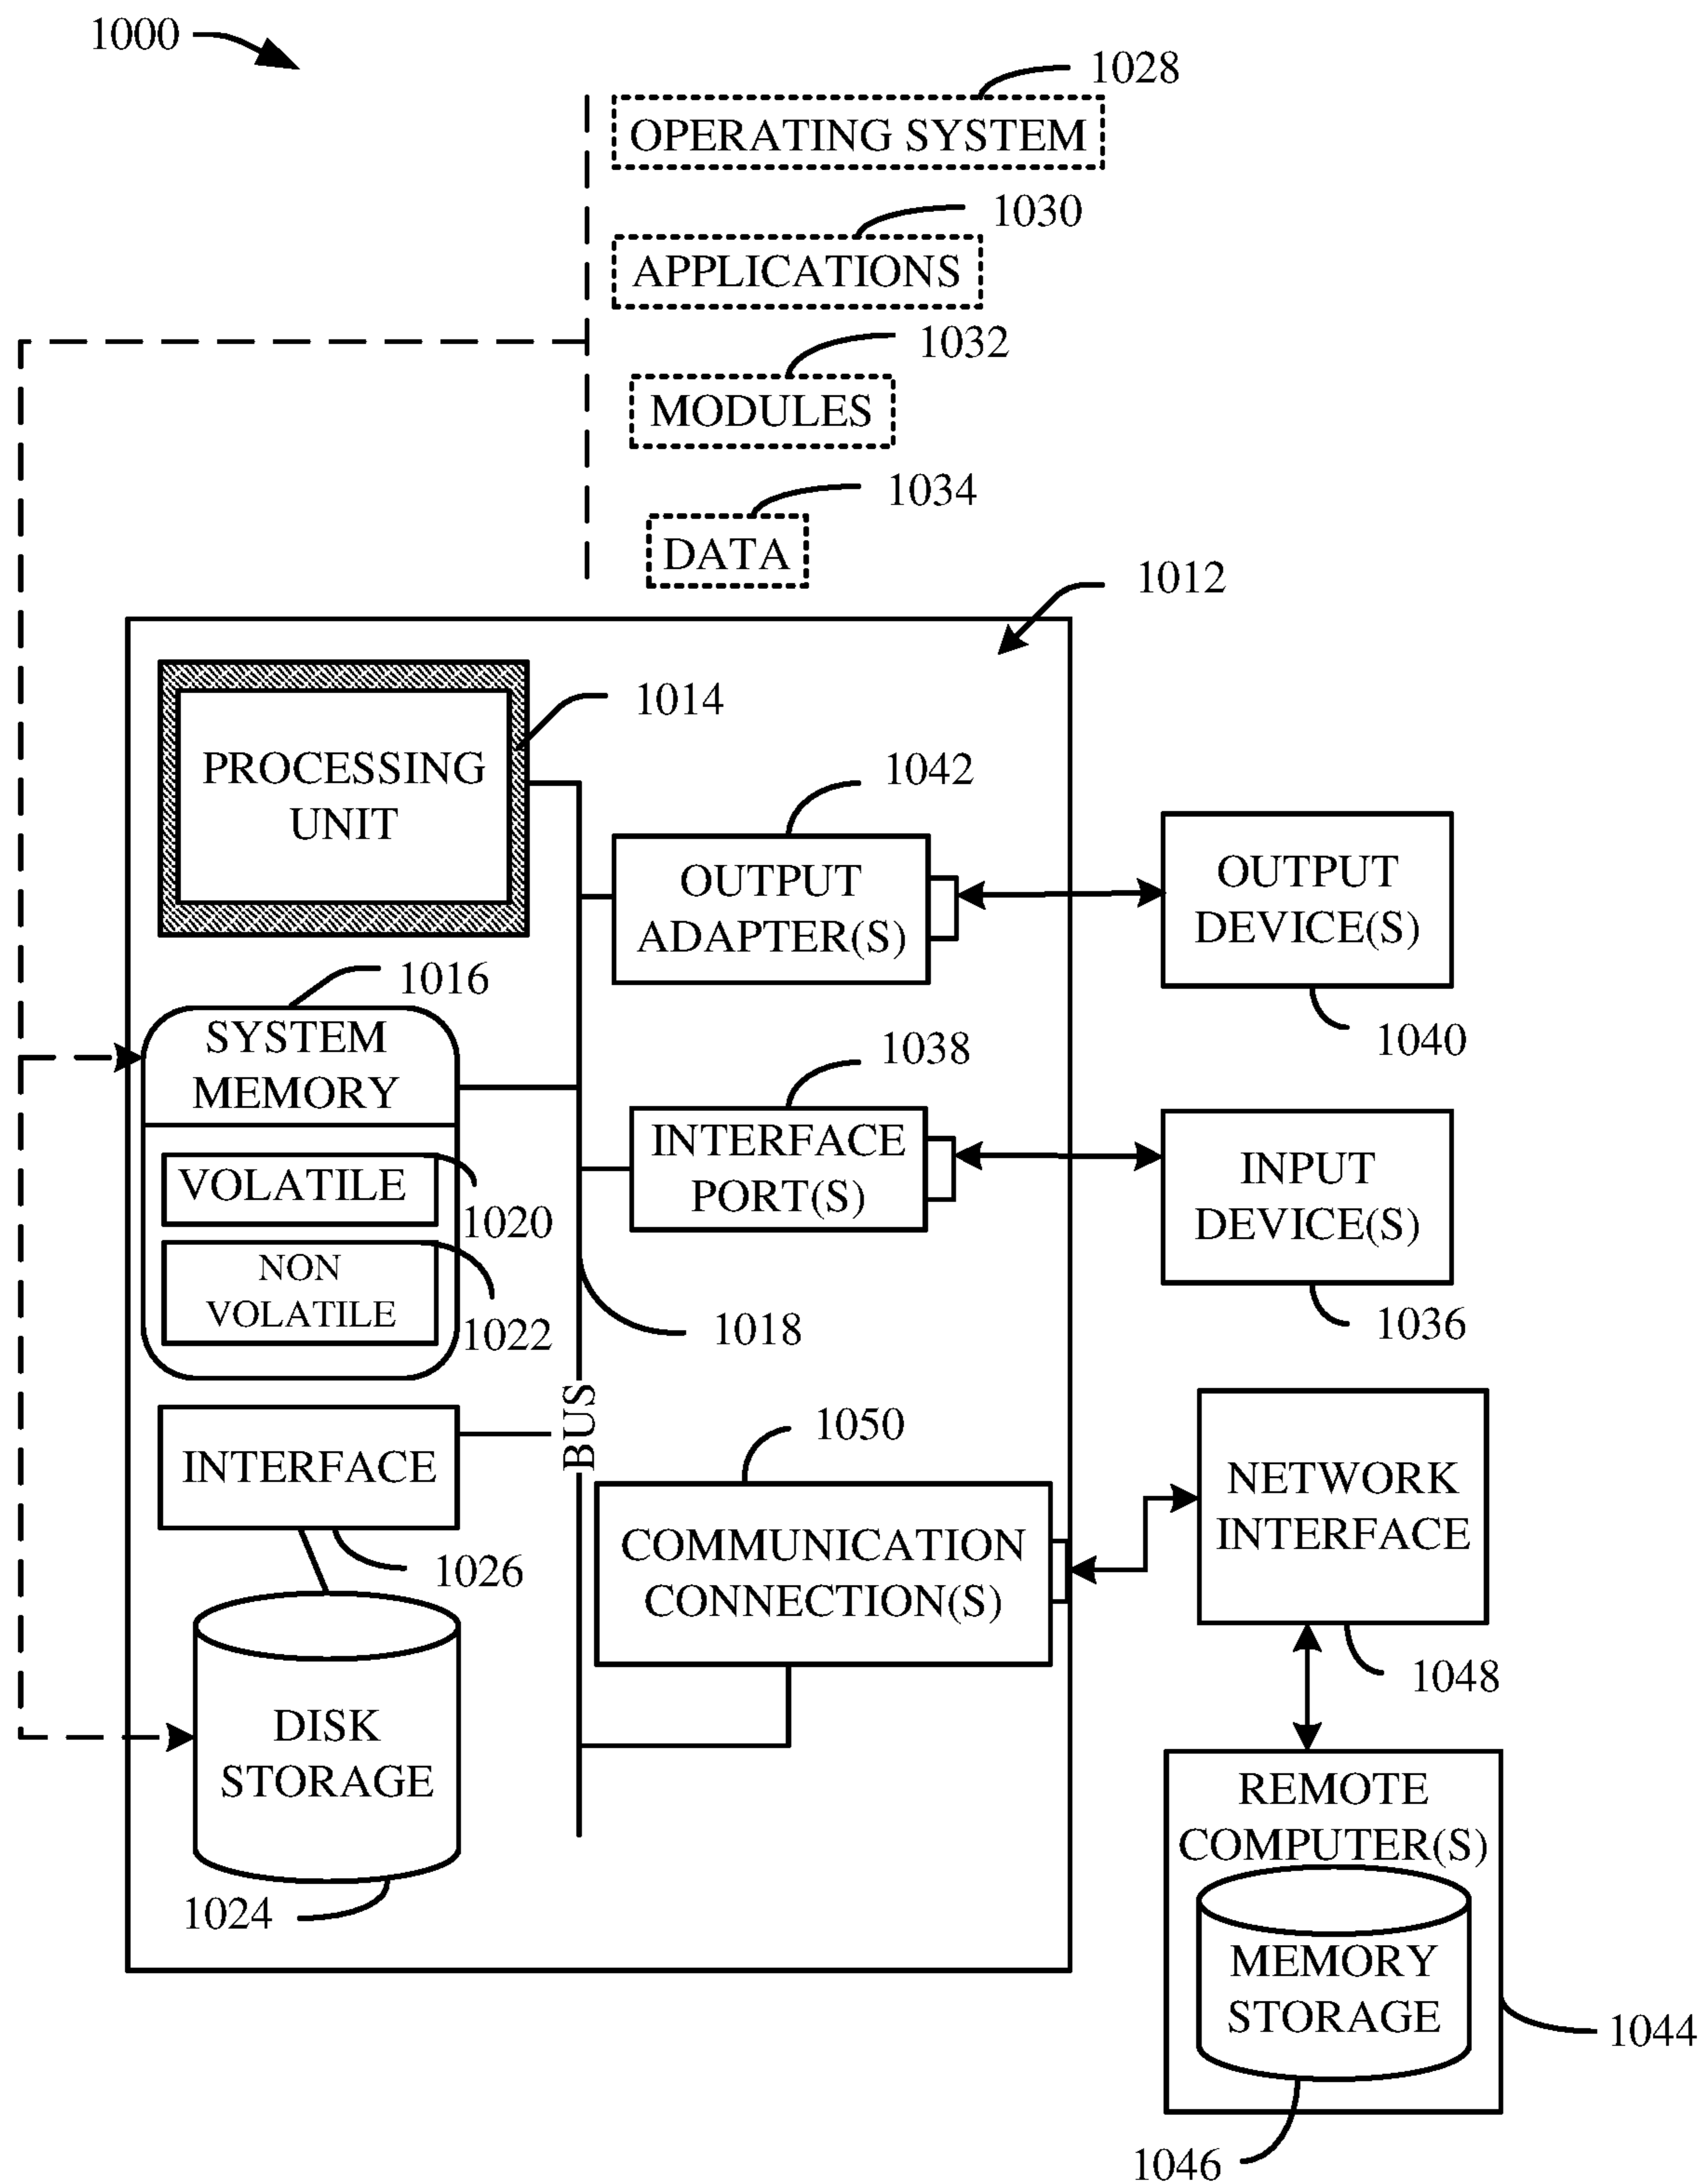 1000
1028
OPERATING SYSTEM
1030
APPLICATIONS
1032
MODULES
1034
DATA
1012
1014
PROCESSING
UNIT
1042
OUTPUT
ADAPTER(S)
OUTPUT
DEVICE(S)
1040
1016
SYSTEM
MEMORY
1038
INTERFACE
PORT(S)
INPUT
DEVICE(S)
1036
VOLATILE
1020
NON
VOLATILE
1022
1018
BUS
INTERFACE
1026
1050
COMMUNICATION
CONNECTION(S)
NETWORK
INTERFACE
1048
DISK
STORAGE
1024
REMOTE
COMPUTER(S)
MEMORY
STORAGE
1044
1046